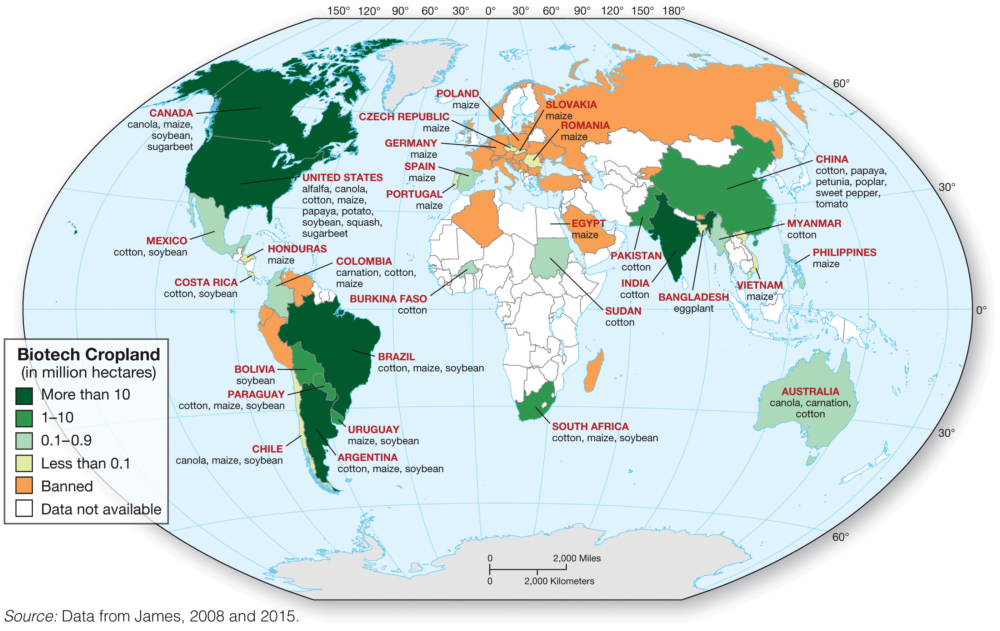 150° 120° 90° 60° 30° 0° 30° 60° 90° 120° 150° 180°
60°
30°
0°
30°
60°
CANADA
canola, maize,
soybean,
sugarbeet
UNITED STATES
alfalfa, canola,
cotton, maize,
papaya, potato,
soybean, squash,
sugarbeet
MEXICO
cotton, soybean
HONDURAS
maize
COSTA RICA
cotton, soybean
COLOMBIA
carnation, cotton,
maize
BRAZIL
cotton, maize, soybean
BOLIVIA
soybean
PARAGUAY
cotton, maize, soybean
URUGUAY
maize, soybean
CHILE
canola, maize, soybean
ARGENTINA
cotton, maize, soybean
POLAND
maize
SLOVAKIA
maize
CZECH REPUBLIC
maize
ROMANIA
maize
GERMANY
maize
SPAIN
maize
PORTUGAL
maize
EGYPT
maize
BURKINA FASO
cotton
SUDAN
cotton
SOUTH AFRICA
cotton, maize, soybean
CHINA
cotton, papaya,
petunia, poplar,
sweet pepper,
tomato
MYANMAR
cotton
PHILIPPINES
maize
PAKISTAN
cotton
INDIA
cotton
BANGLADESH
eggplant
VIETNAM
maize
AUSTRALIA
canola, carnation,
cotton
Biotech Cropland
(in million hectares)
More than 10
1–10
0.1–0.9
Less than 0.1
Banned
Data not available
0 2,000 Miles
0 2,000 Kilometers
Source: Data from James, 2008 and 2015.